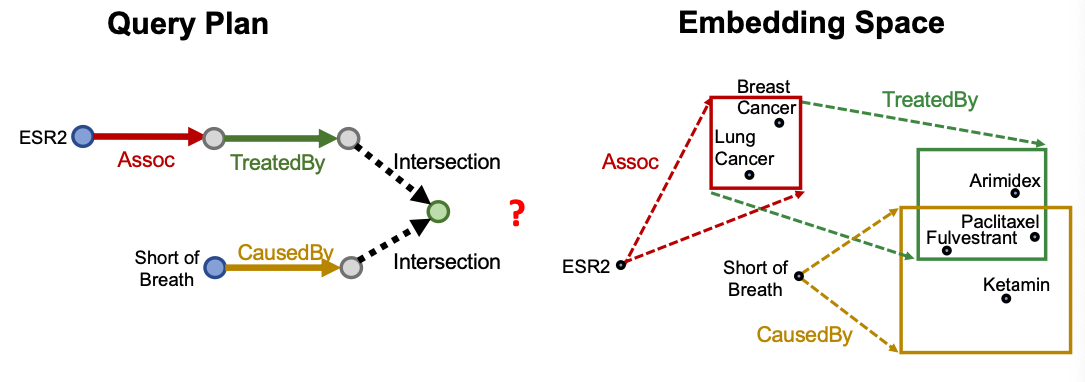 Query Plan
ESR2
Assoc
TreatedBy
Intersection
?
Short of
Breath
CausedBy
Intersection
Embedding Space
Breast
Cancer
Lung
Cancer
TreatedBy
Assoc
Arimidex
Paclitaxel
Fulvestrant
ESR2
Short of
Breath
Ketamin
CausedBy